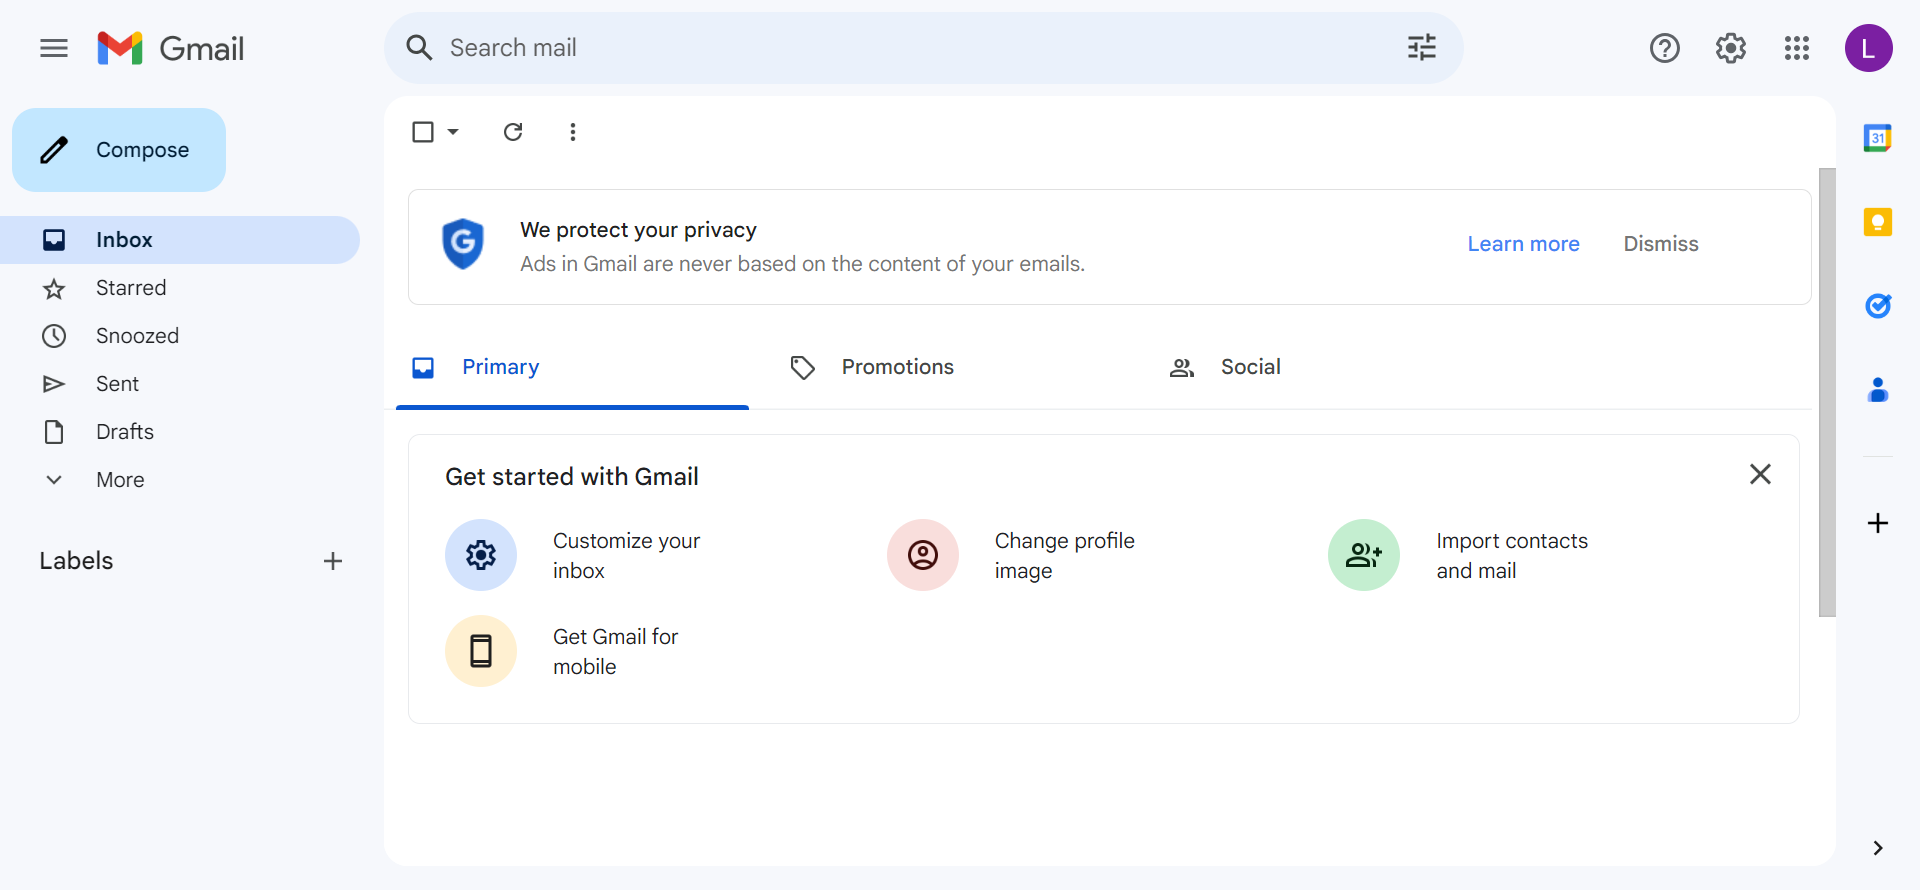 Gmail
Search mail
L
Compose
Inbox
Starred
Snoozed
Sent
Drafts
More
Labels
We protect your privacy
Ads in Gmail are never based on the content of your emails.
Learn more
Dismiss
Primary
Promotions
Social
Get started with Gmail
Customize your
inbox
Change profile
image
Import contacts
and mail
Get Gmail for
mobile
31